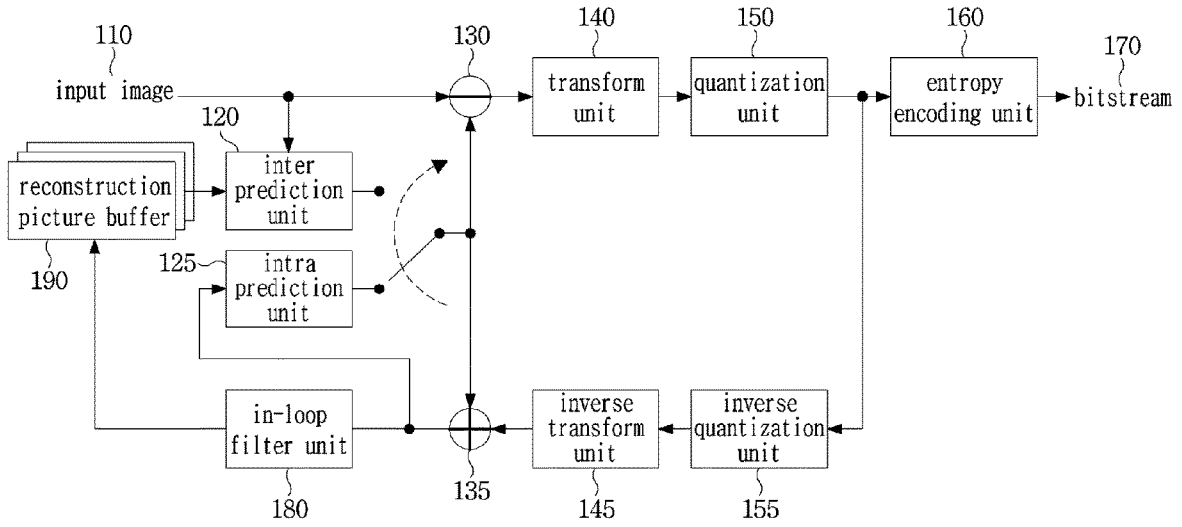 110
input image
130
140
transform
unit
150
quantization
unit
160
entropy
encoding unit
170
bitstream
120
inter
prediction
unit
reconstruction
picture buffer
190
125
intra
prediction
unit
in-loop
filter unit
180
135
inverse
transform
unit
145
inverse
quantization
unit
155